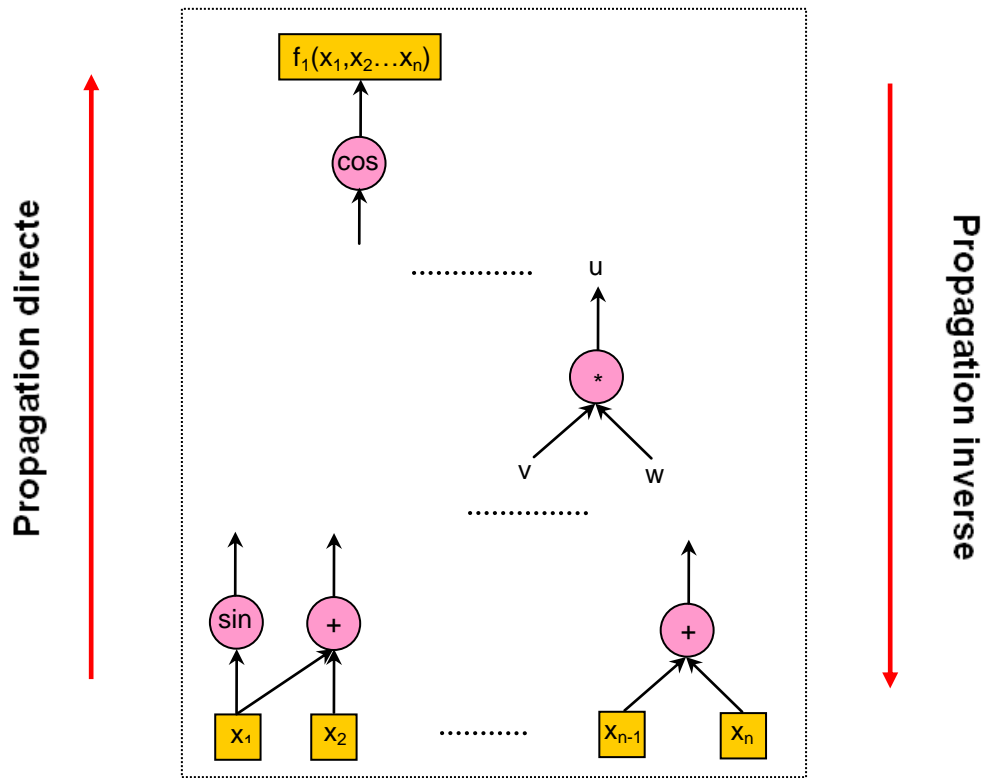 f₁(x₁,x₂…xₙ)
cos
Propagation directe
Propagation inverse
...............
u
*
v
w
...............
sin
+
+
x₁
x₂
...........
xₙ₋₁
xₙ